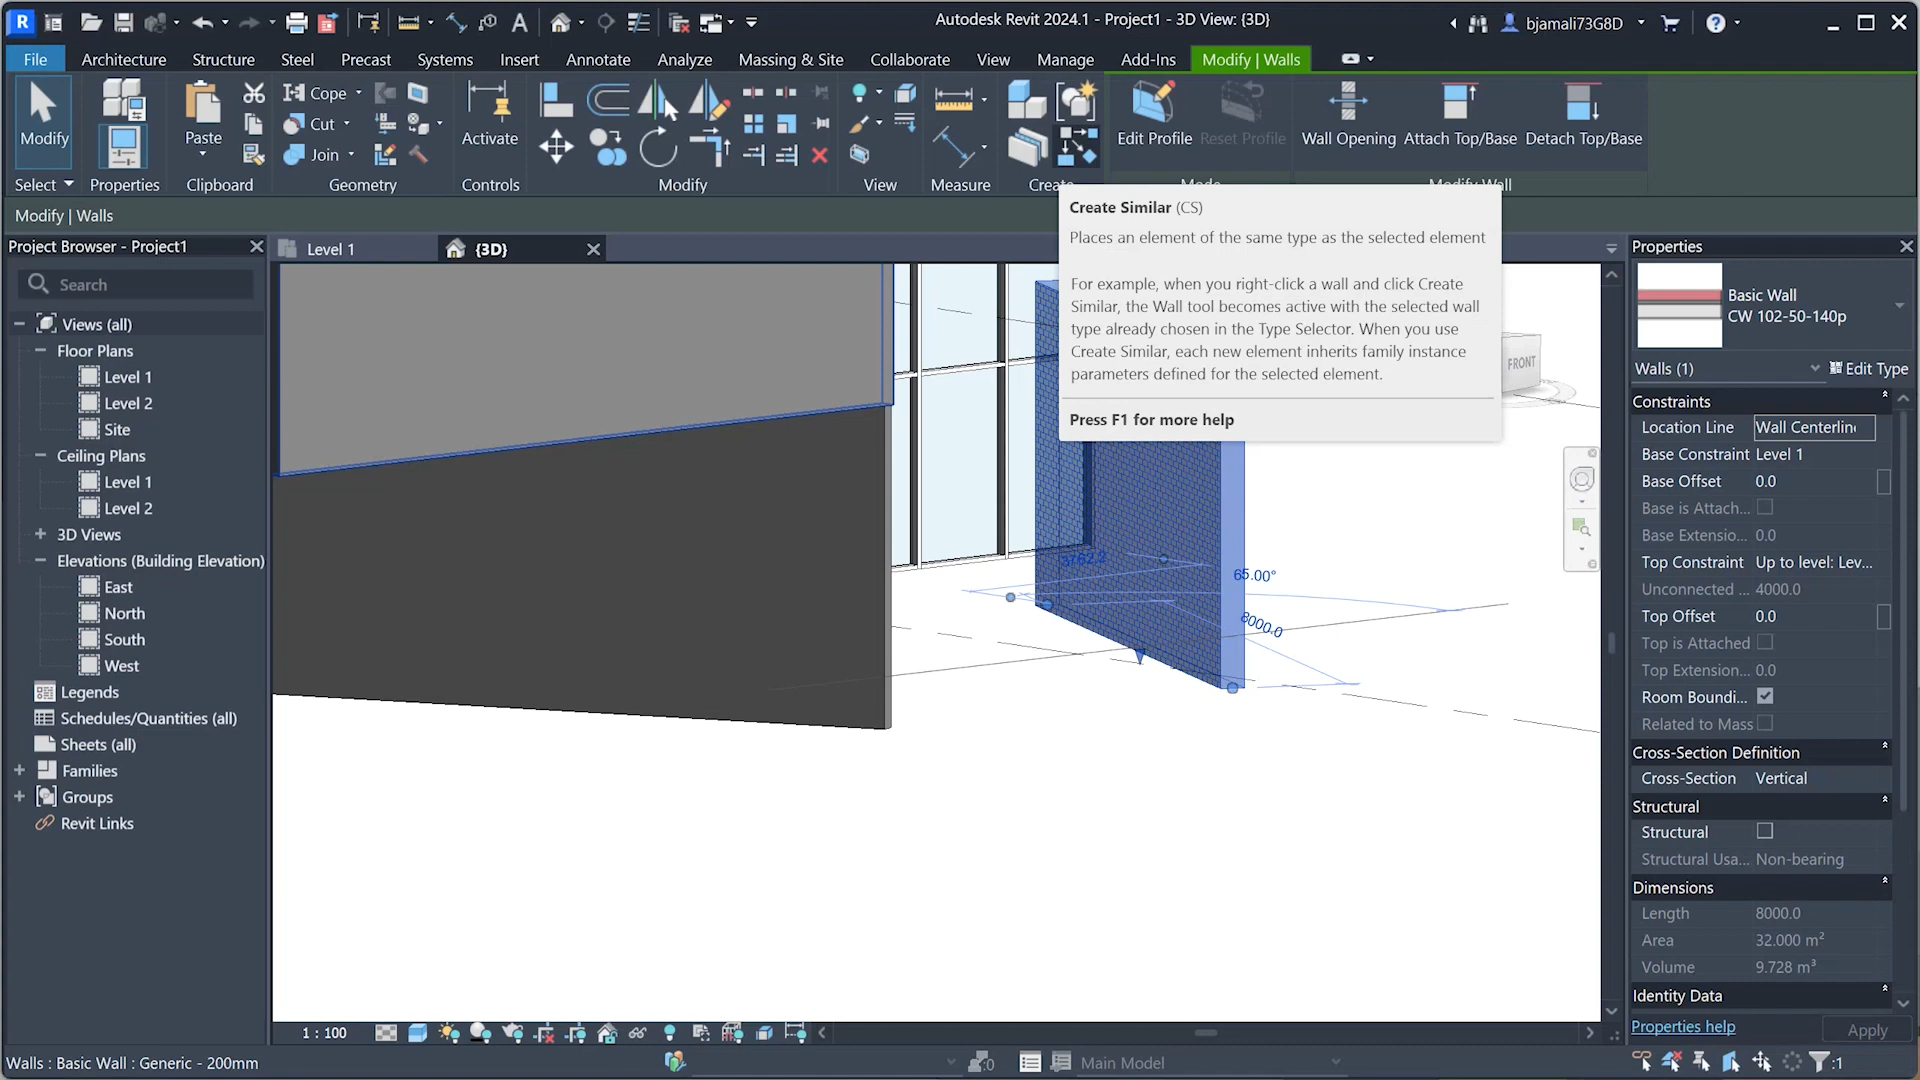 Autodesk Revit 2024.1 - Project1 - 3D View: {3D}
bjamali73G8D
File
Architecture
Structure
Steel
Precast
Systems
Insert
Annotate
Analyze
Massing & Site
Collaborate
View
Manage
Add-Ins
Modify | Walls
Modify
Paste
Cope
Cut
Join
Activate
Edit Profile
Reset Profile
Wall Opening
Attach Top/Base
Detach Top/Base
Select
Properties
Clipboard
Geometry
Controls
Modify
View
Measure
Create
Mode
Modify Wall
Modify | Walls
Project Browser - Project1
Level 1
{3D}
Search
Views (all)
Floor Plans
Level 1
Level 2
Site
Ceiling Plans
Level 1
Level 2
3D Views
Elevations (Building Elevation)
East
North
South
West
Legends
Schedules/Quantities (all)
Sheets (all)
Families
Groups
Revit Links
Create Similar (CS)
Places an element of the same type as the selected element
For example, when you right-click a wall and click Create
Similar, the Wall tool becomes active with the selected wall
type already chosen in the Type Selector. When you use
Create Similar, each new element inherits family instance
parameters defined for the selected element.
Press F1 for more help
FRONT
3762.2
65.00°
8000.0
Properties
Basic Wall
CW 102-50-140p
Walls (1)
Edit Type
Constraints
Location Line Wall Centerlin
Base Constraint Level 1
Base Offset 0.0
Base is Attach...
Base Extensio... 0.0
Top Constraint Up to level: Lev...
Unconnected ... 4000.0
Top Offset 0.0
Top is Attached
Top Extension... 0.0
Room Boundi...
Related to Mass
Cross-Section Definition
Cross-Section Vertical
Structural
Structural
Structural Usa... Non-bearing
Dimensions
Length 8000.0
Area 32.000 m²
Volume 9.728 m³
Identity Data
Properties help
Apply
1 : 100
Walls : Basic Wall : Generic - 200mm
:0
Main Model
:1